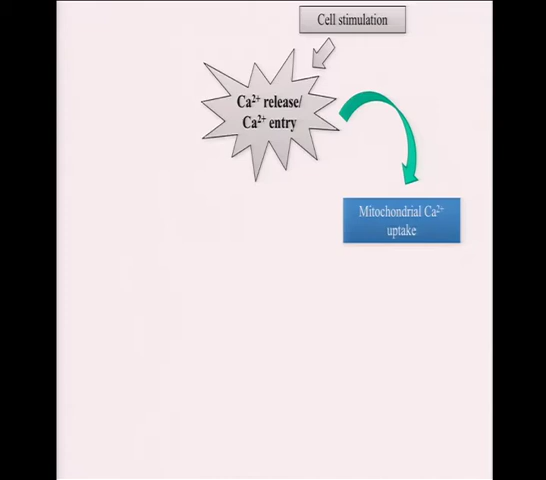 Cell stimulation
Ca²⁺ release/
Ca²⁺ entry
Mitochondrial Ca²⁺
uptake